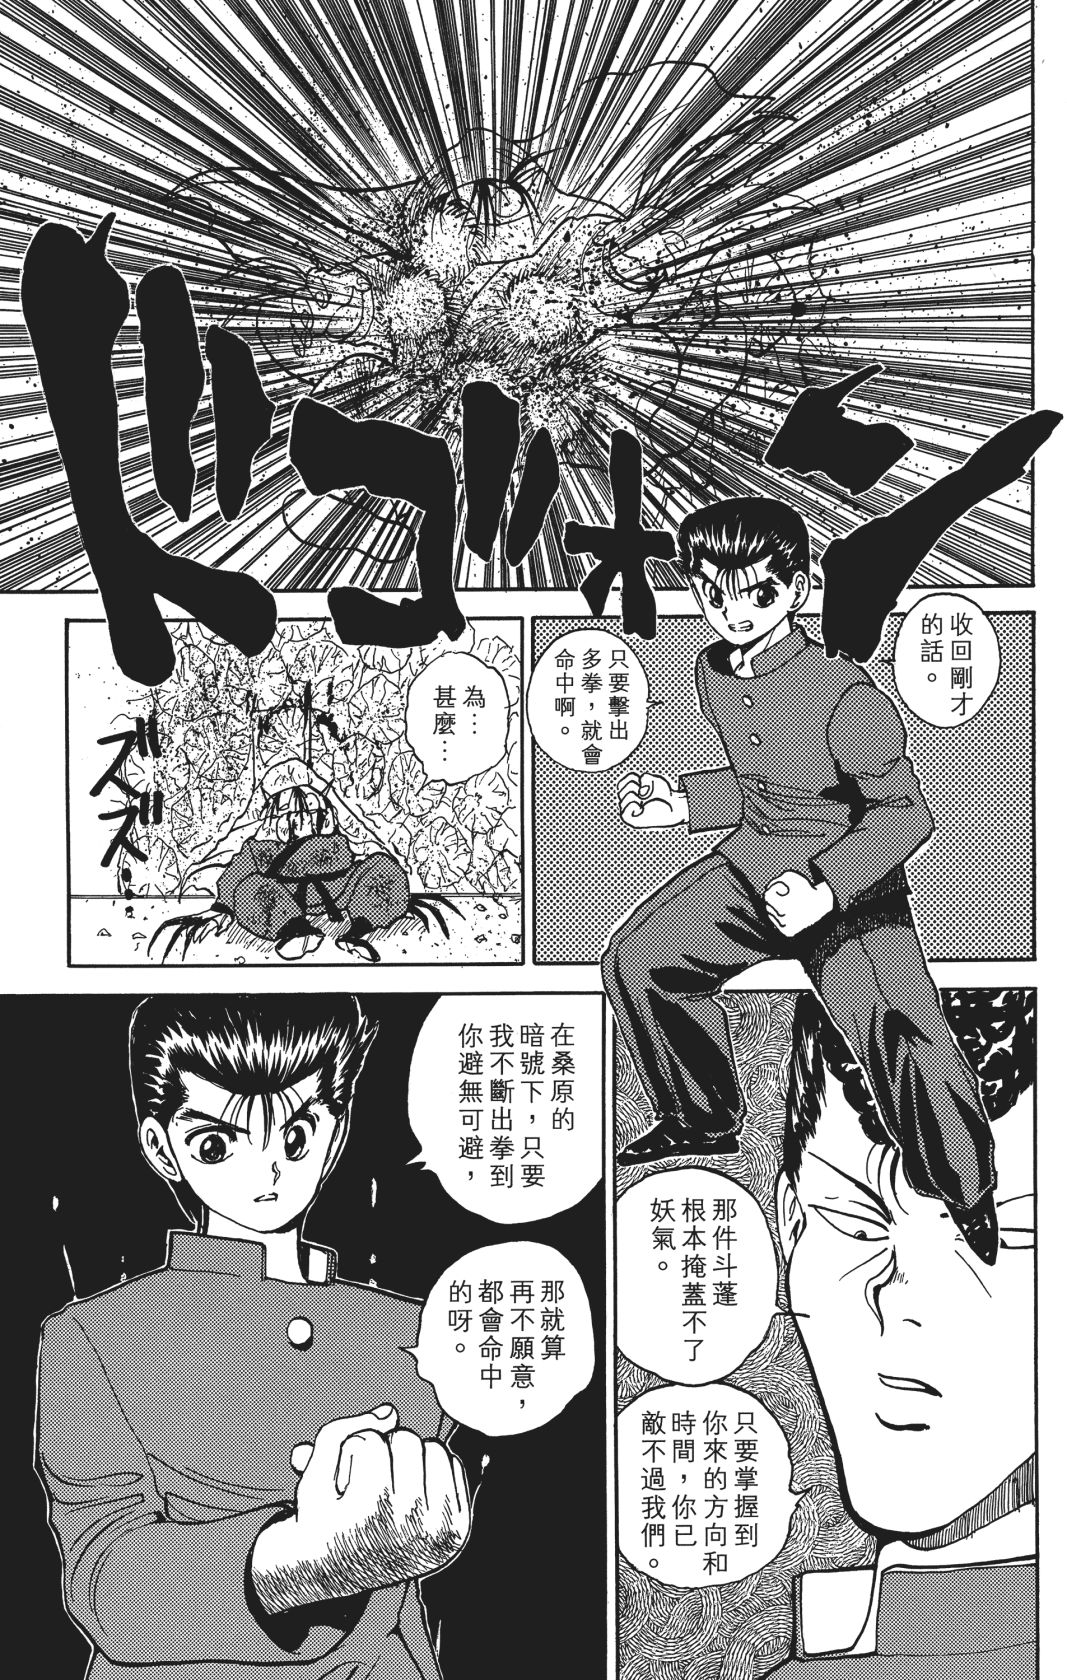 ドゴオン
ドゴッ
收回剛才
的話。
只要擊出
多拳，就會
命中啊。
為…
甚麼…
ズズ…
那件斗蓬
根本掩蓋不了
妖氣。
只要掌握到
你來的方向和
時間，你已
敵不過我們。
在桑原的
暗號下，只要
我不斷出拳到
你避無可避，
那就算
再不願意，
都會命中
的呀。